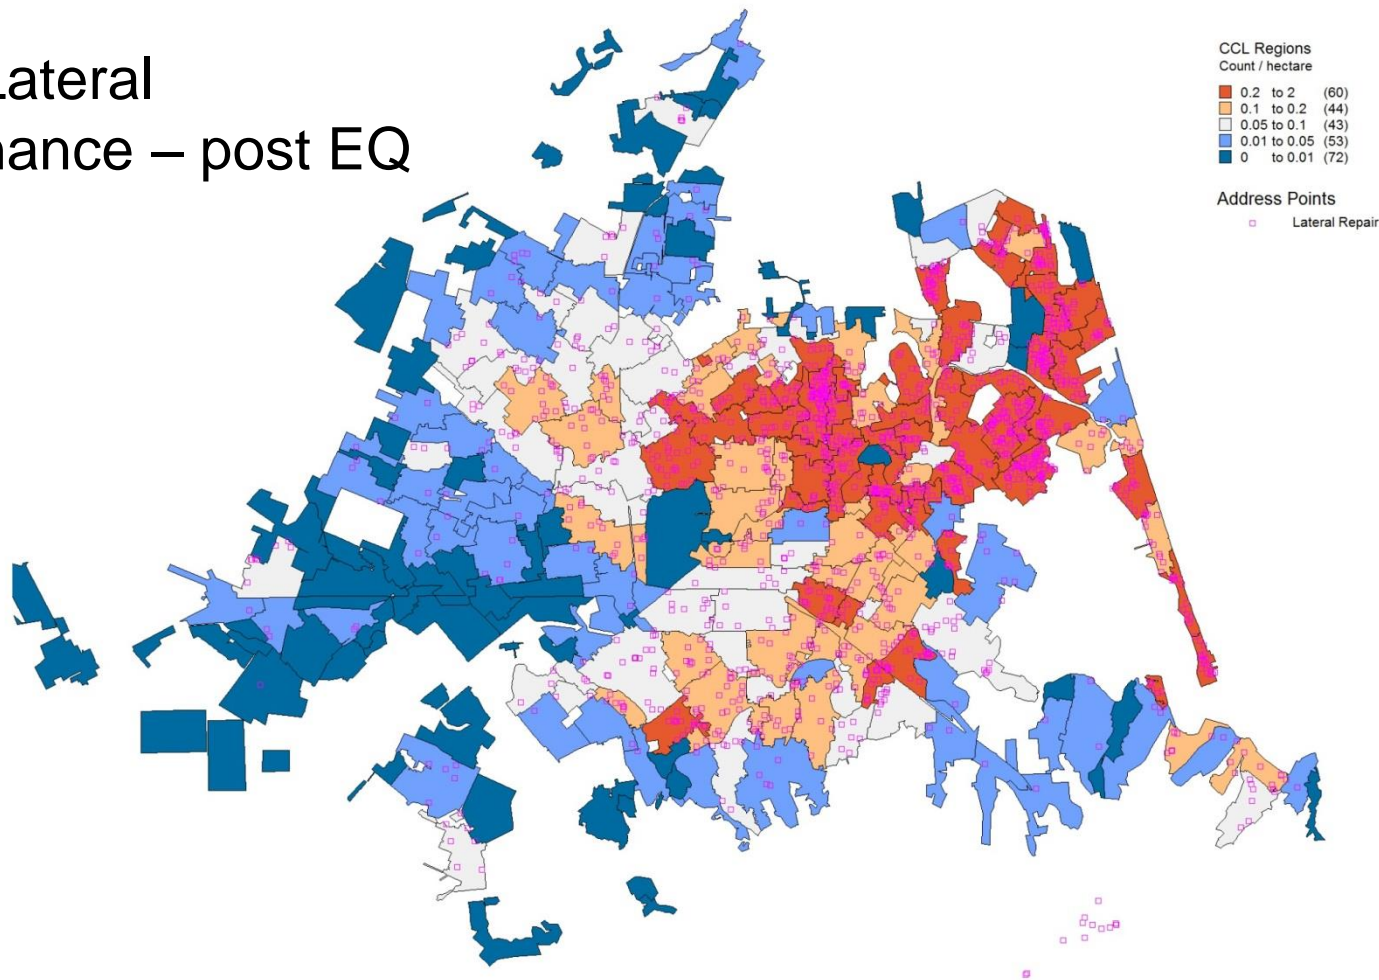 Lateral
nance – post EQ
CCL Regions
Count / hectare
0.2 to 2 (60)
0.1 to 0.2 (44)
0.05 to 0.1 (43)
0.01 to 0.05 (53)
0 to 0.01 (72)
Address Points
Lateral Repair